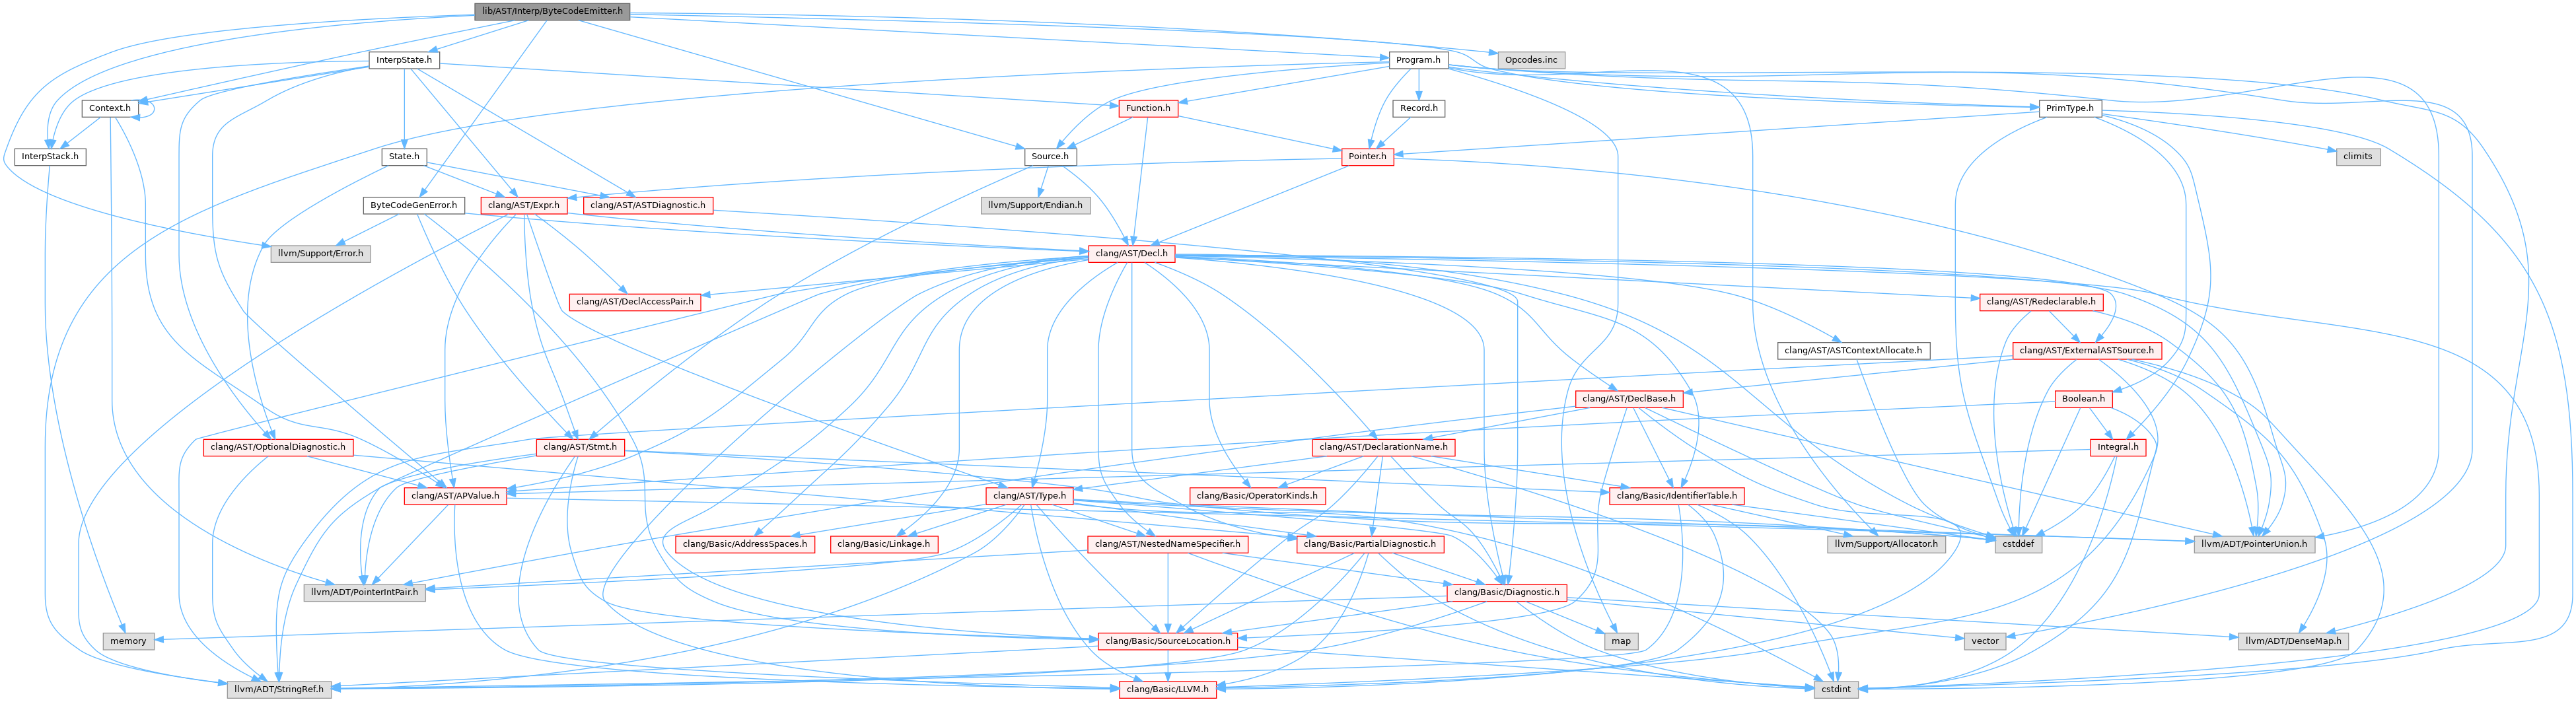 lib/AST/Interp/ByteCodeEmitter.h
InterpState.h
Program.h
Opcodes.inc
Context.h
Function.h
Record.h
PrimType.h
InterpStack.h
State.h
Source.h
Pointer.h
climits
ByteCodeGenError.h
clang/AST/Expr.h
clang/AST/ASTDiagnostic.h
llvm/Support/Endian.h
llvm/Support/Error.h
clang/AST/Decl.h
clang/AST/DeclAccessPair.h
clang/AST/Redeclarable.h
clang/AST/ASTContextAllocate.h
clang/AST/ExternalASTSource.h
clang/AST/DeclBase.h
Boolean.h
clang/AST/OptionalDiagnostic.h
clang/AST/Stmt.h
clang/AST/DeclarationName.h
Integral.h
clang/AST/APValue.h
clang/AST/Type.h
clang/Basic/OperatorKinds.h
clang/Basic/IdentifierTable.h
clang/Basic/AddressSpaces.h
clang/Basic/Linkage.h
clang/AST/NestedNameSpecifier.h
clang/Basic/PartialDiagnostic.h
llvm/Support/Allocator.h
cstddef
llvm/ADT/PointerUnion.h
llvm/ADT/PointerIntPair.h
clang/Basic/Diagnostic.h
memory
clang/Basic/SourceLocation.h
map
vector
llvm/ADT/DenseMap.h
llvm/ADT/StringRef.h
clang/Basic/LLVM.h
cstdint